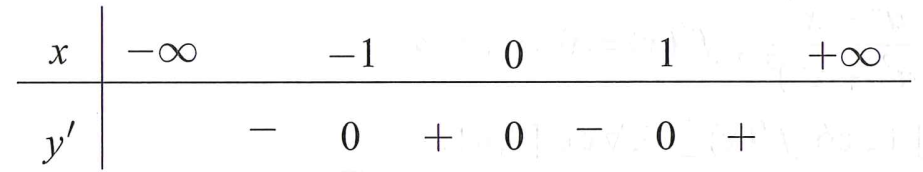 x −∞ −1 0 1 +∞
y′ − 0 + 0 − 0 +